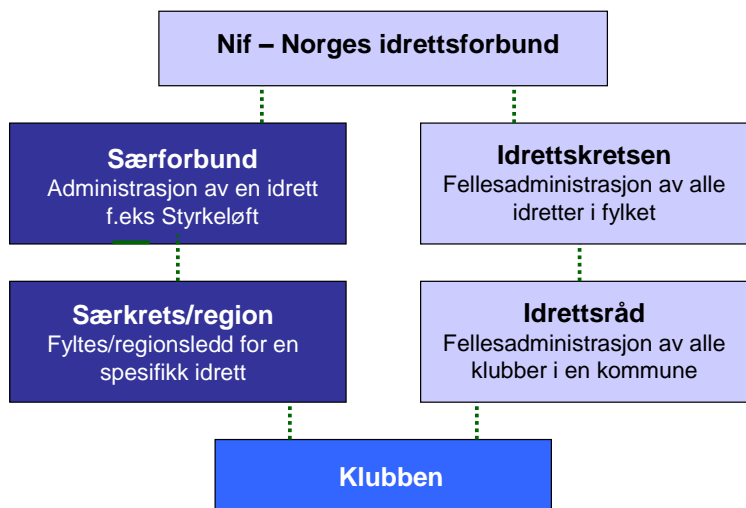 Nif – Norges idrettsforbund
Særforbund
Administrasjon av en idrett
f.eks Styrkeløft
Idrettskretsen
Fellesadministrasjon av alle
idretter i fylket
Særkrets/region
Fyltes/regionsledd for en
spesifikk idrett
Idrettsråd
Fellesadministrasjon av alle
klubber i en kommune
Klubben